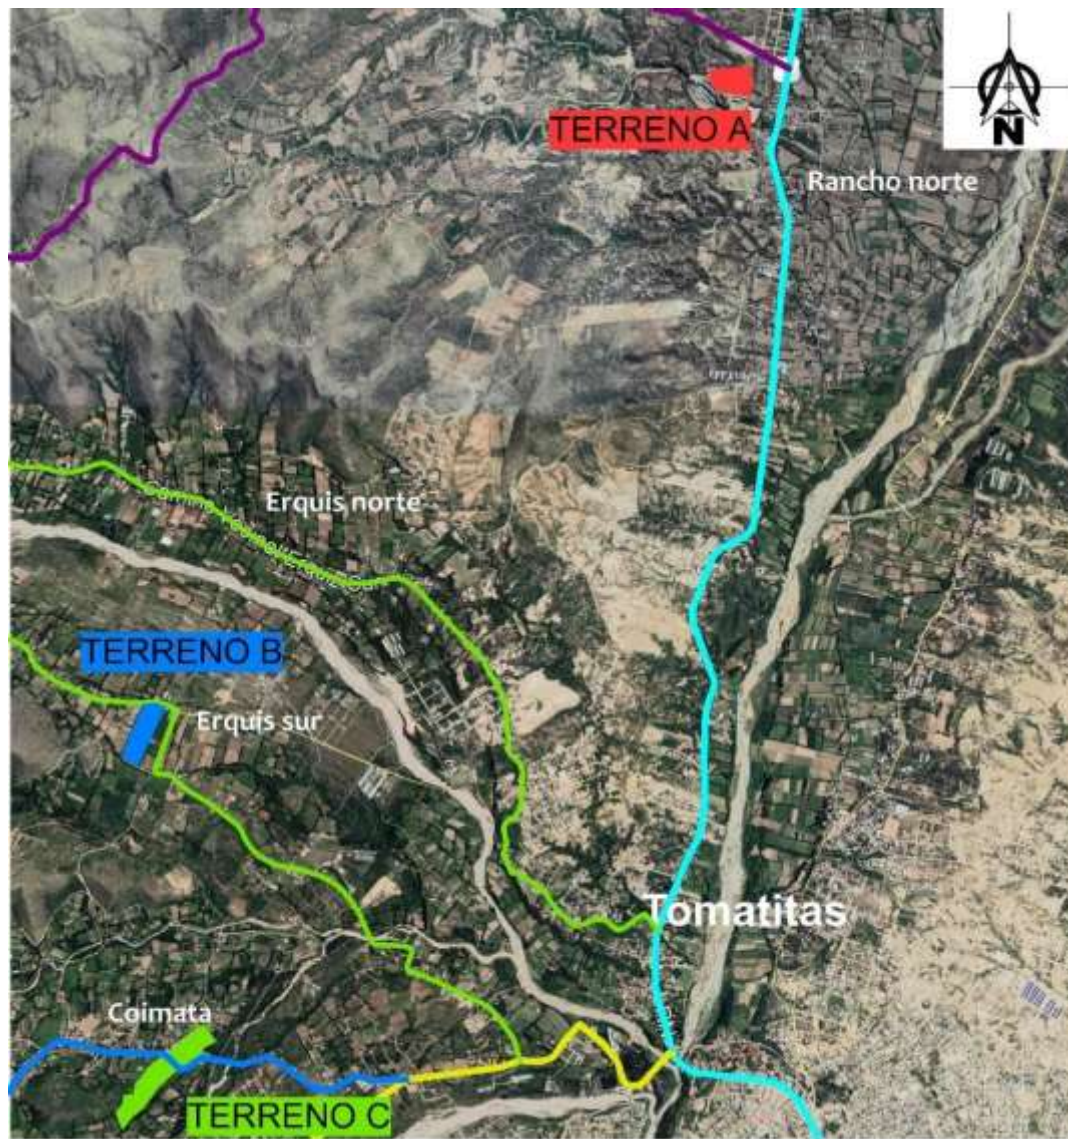 TERRENO A
N
Rancho norte
Erquis norte
TERRENO B
Erquis sur
Tomatitas
Coimata
TERRENO C